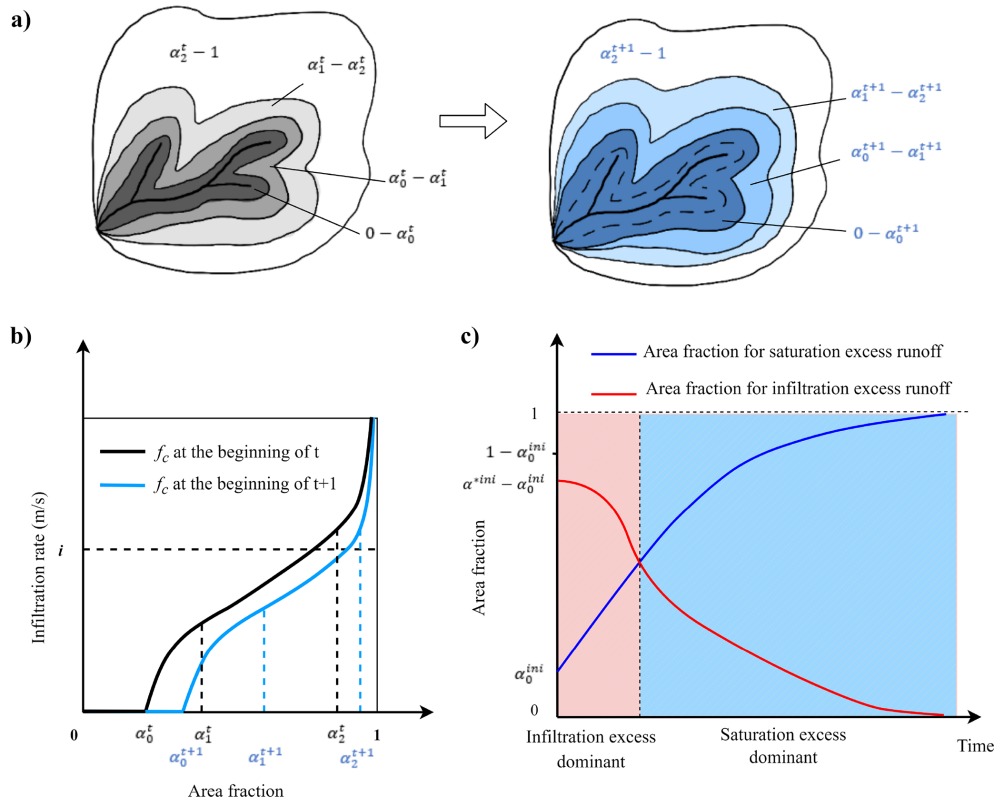 a)
α₂ᵗ − 1
α₁ᵗ − α₂ᵗ
α₀ᵗ − α₁ᵗ
0 − α₀ᵗ
α₂ᵗ⁺¹ − 1
α₁ᵗ⁺¹ − α₂ᵗ⁺¹
α₀ᵗ⁺¹ − α₁ᵗ⁺¹
0 − α₀ᵗ⁺¹
b)
Infiltration rate (m/s)
f_c at the beginning of t
f_c at the beginning of t+1
i
0
α₀ᵗ
α₁ᵗ
α₂ᵗ
1
α₀ᵗ⁺¹
α₁ᵗ⁺¹
α₂ᵗ⁺¹
Area fraction
c)
Area fraction for saturation excess runoff
Area fraction for infiltration excess runoff
1
1 − α₀ⁱⁿⁱ
α*ⁱⁿⁱ − α₀ⁱⁿⁱ
Area fraction
α₀ⁱⁿⁱ
0
Infiltration excess
dominant
Saturation excess
dominant
Time